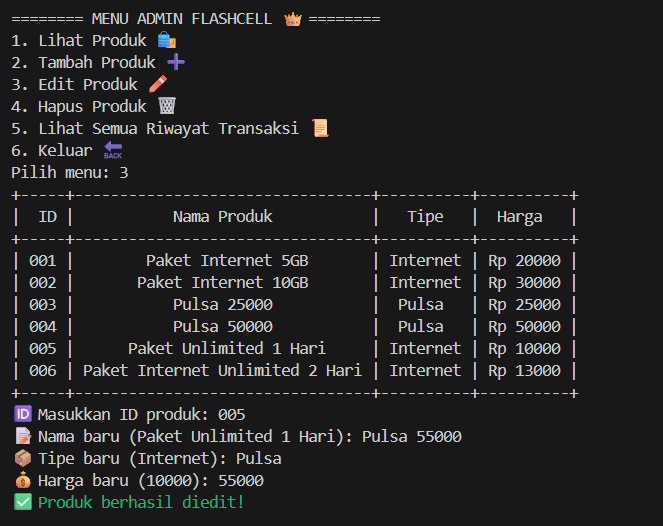 ======== MENU ADMIN FLASHCELL 👑 ========
1. Lihat Produk 🛍️
2. Tambah Produk ➕
3. Edit Produk ✏️
4. Hapus Produk 🗑️
5. Lihat Semua Riwayat Transaksi 📜
6. Keluar 🔙
Pilih menu: 3
+-----+---------------------------------+----------+----------+
|  ID |           Nama Produk           |   Tipe   |  Harga   |
+-----+---------------------------------+----------+----------+
| 001 |        Paket Internet 5GB       | Internet | Rp 20000 |
| 002 |       Paket Internet 10GB       | Internet | Rp 30000 |
| 003 |           Pulsa 25000           |  Pulsa   | Rp 25000 |
| 004 |           Pulsa 50000           |  Pulsa   | Rp 50000 |
| 005 |      Paket Unlimited 1 Hari     | Internet | Rp 10000 |
| 006 | Paket Internet Unlimited 2 Hari | Internet | Rp 13000 |
+-----+---------------------------------+----------+----------+
🆔 Masukkan ID produk: 005
📝 Nama baru (Paket Unlimited 1 Hari): Pulsa 55000
📦 Tipe baru (Internet): Pulsa
💰 Harga baru (10000): 55000
✅ Produk berhasil diedit!